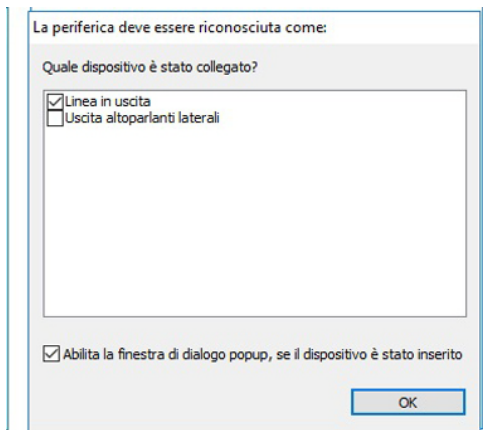 La periferica deve essere riconosciuta come:
Quale dispositivo è stato collegato?
Linea in uscita
Uscita altoparlanti laterali
Abilita la finestra di dialogo popup, se il dispositivo è stato inserito
OK